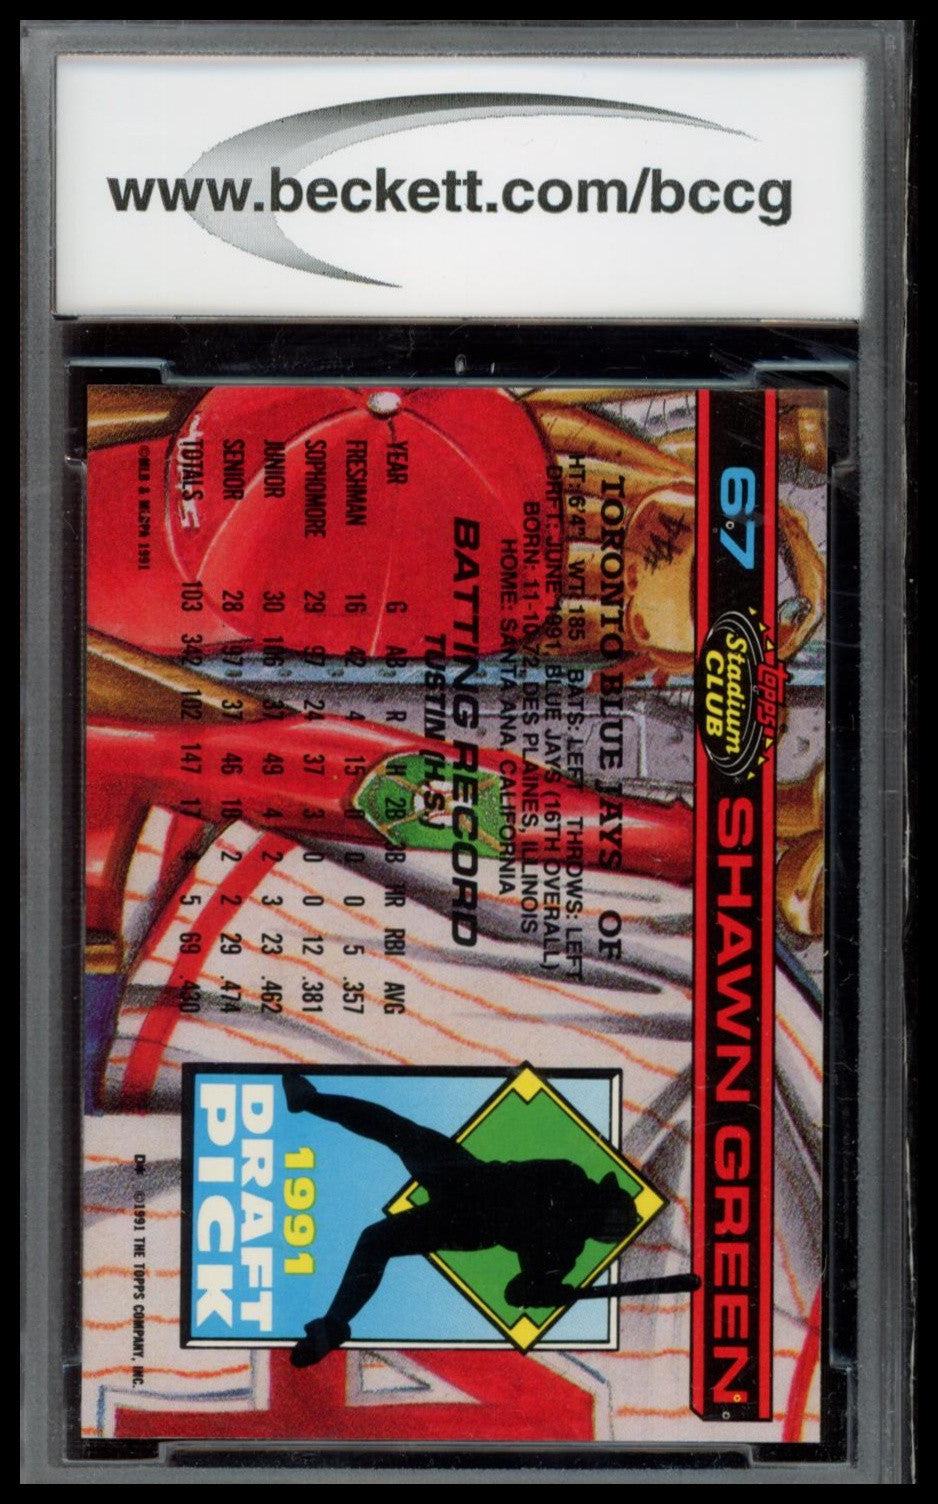 www.beckett.com/bccg
67
Topps
Stadium
CLUB
SHAWN GREEN
TORONTO BLUE JAYS OF
HT: 6'4" WT: 185 BATS: LEFT THROWS: LEFT
DRFT: JUNE 1991, BLUE JAYS (16TH OVERALL)
BORN: 11-10-72, DES PLAINES, ILLINOIS
HOME: SANTA ANA, CALIFORNIA
BATTING RECORD
TUSTIN (H.S.)
YEAR G AB R H 2B 3B HR RBI AVG
FRESHMAN 16 42 4 15 0 0 0 5 .357
SOPHOMORE 29 97 24 37 3 0 0 12 .381
JUNIOR 30 106 37 49 4 2 3 23 .462
SENIOR 28 97 37 46 10 2 2 29 .474
TOTALS 103 342 102 147 17 4 5 69 .430
1991
DRAFT
PICK
©MLB & MLBPA 1991
©1991 THE TOPPS COMPANY, INC.